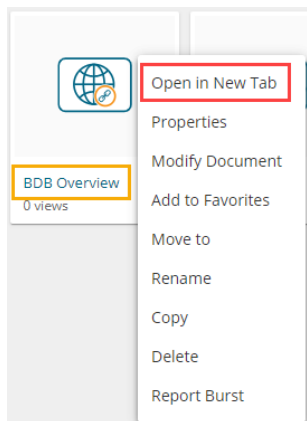 BDB Overview
0 views
Open in New Tab
Properties
Modify Document
Add to Favorites
Move to
Rename
Copy
Delete
Report Burst